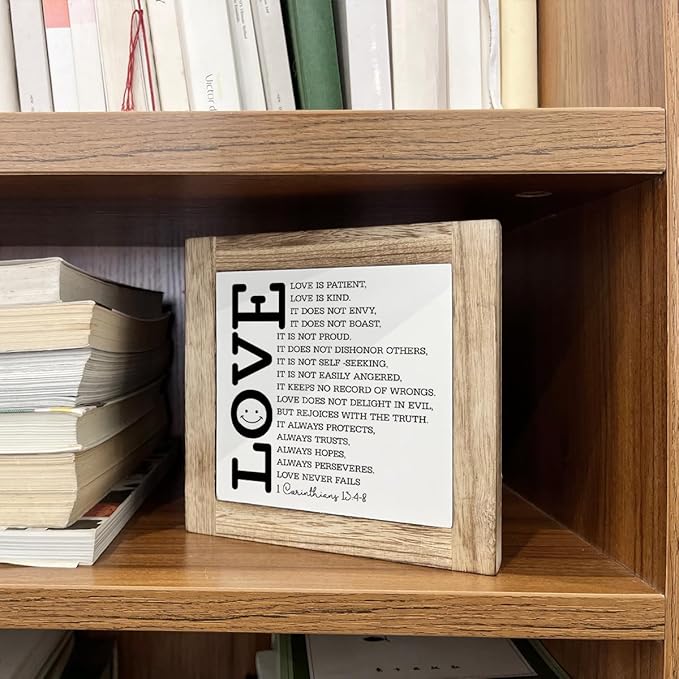 Victor
LOVE
LOVE IS PATIENT,
LOVE IS KIND.
IT DOES NOT ENVY,
IT DOES NOT BOAST,
IT IS NOT PROUD.
IT DOES NOT DISHONOR OTHERS,
IT IS NOT SELF -SEEKING,
IT IS NOT EASILY ANGERED,
IT KEEPS NO RECORD OF WRONGS.
LOVE DOES NOT DELIGHT IN EVIL,
BUT REJOICES WITH THE TRUTH.
IT ALWAYS PROTECTS,
ALWAYS TRUSTS,
ALWAYS HOPES,
ALWAYS PERSEVERES.
LOVE NEVER FAILS
1 Corinthians 13:4-8